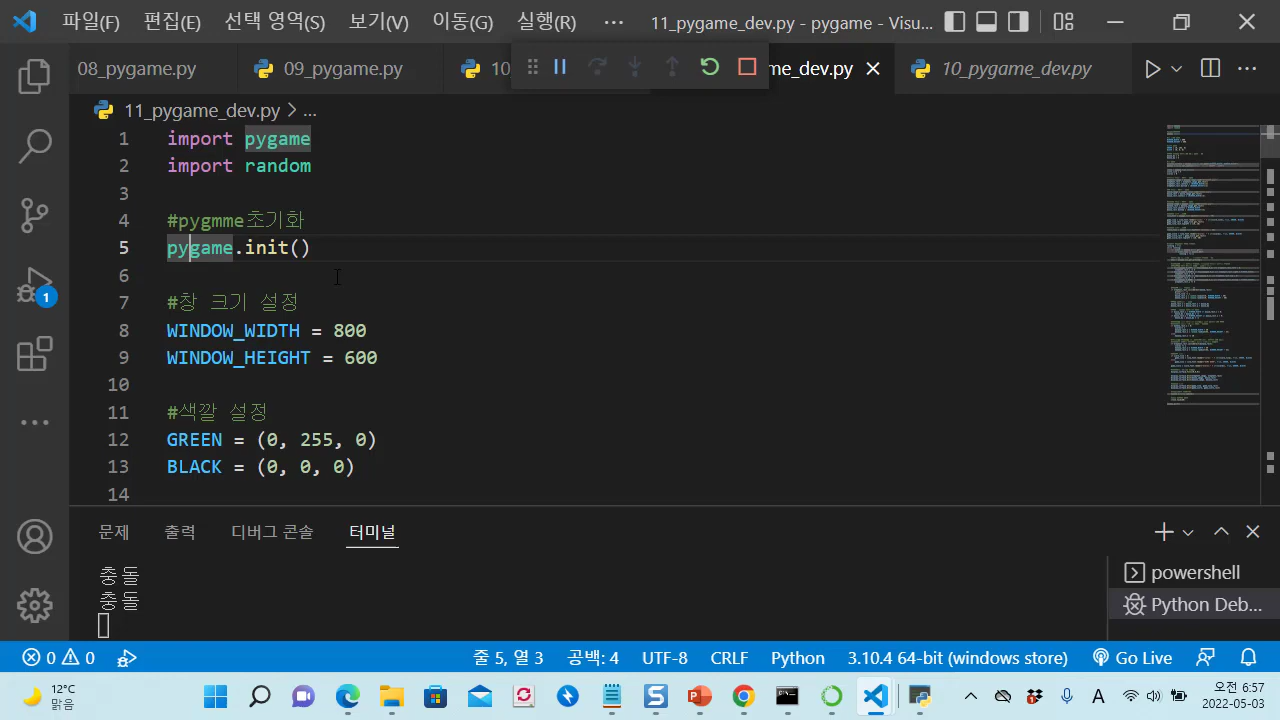 파일(F) 편집(E) 선택 영역(S) 보기(V) 이동(G) 실행(R) ··· 11_pygame_dev.py - pygame - Visu...
08_pygame.py 09_pygame.py 10 me_dev.py 10_pygame_dev.py
11_pygame_dev.py > ...
1 import pygame
2 import random
3
4 #pygmme초기화
5 pygame.init()
6
7 #창 크기 설정
8 WINDOW_WIDTH = 800
9 WINDOW_HEIGHT = 600
10
11 #색깔 설정
12 GREEN = (0, 255, 0)
13 BLACK = (0, 0, 0)
14
1
문제 출력 디버그 콘솔 터미널
충돌
충돌
powershell
Python Deb...
0 0 줄 5, 열 3 공백: 4 UTF-8 CRLF Python 3.10.4 64-bit (windows store) Go Live
12°C
맑음
A
오전 6:57
2022-05-03